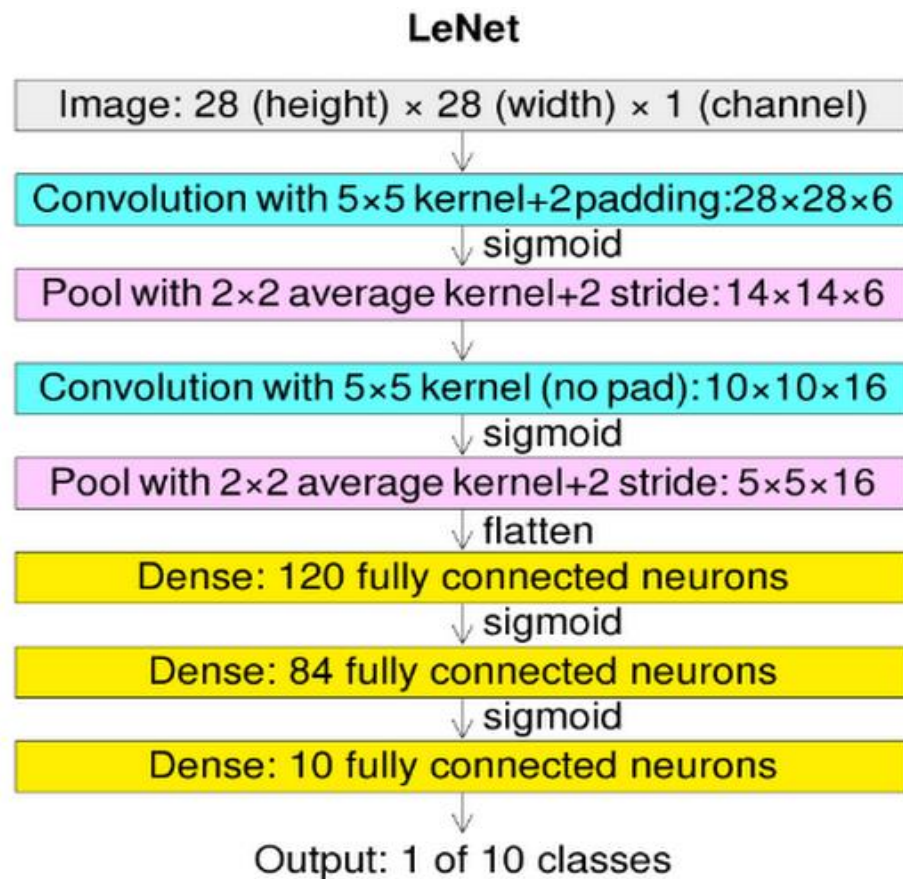 LeNet
Image: 28 (height) × 28 (width) × 1 (channel)
Convolution with 5×5 kernel+2padding:28×28×6
sigmoid
Pool with 2×2 average kernel+2 stride:14×14×6
Convolution with 5×5 kernel (no pad):10×10×16
sigmoid
Pool with 2×2 average kernel+2 stride: 5×5×16
flatten
Dense: 120 fully connected neurons
sigmoid
Dense: 84 fully connected neurons
sigmoid
Dense: 10 fully connected neurons
Output: 1 of 10 classes